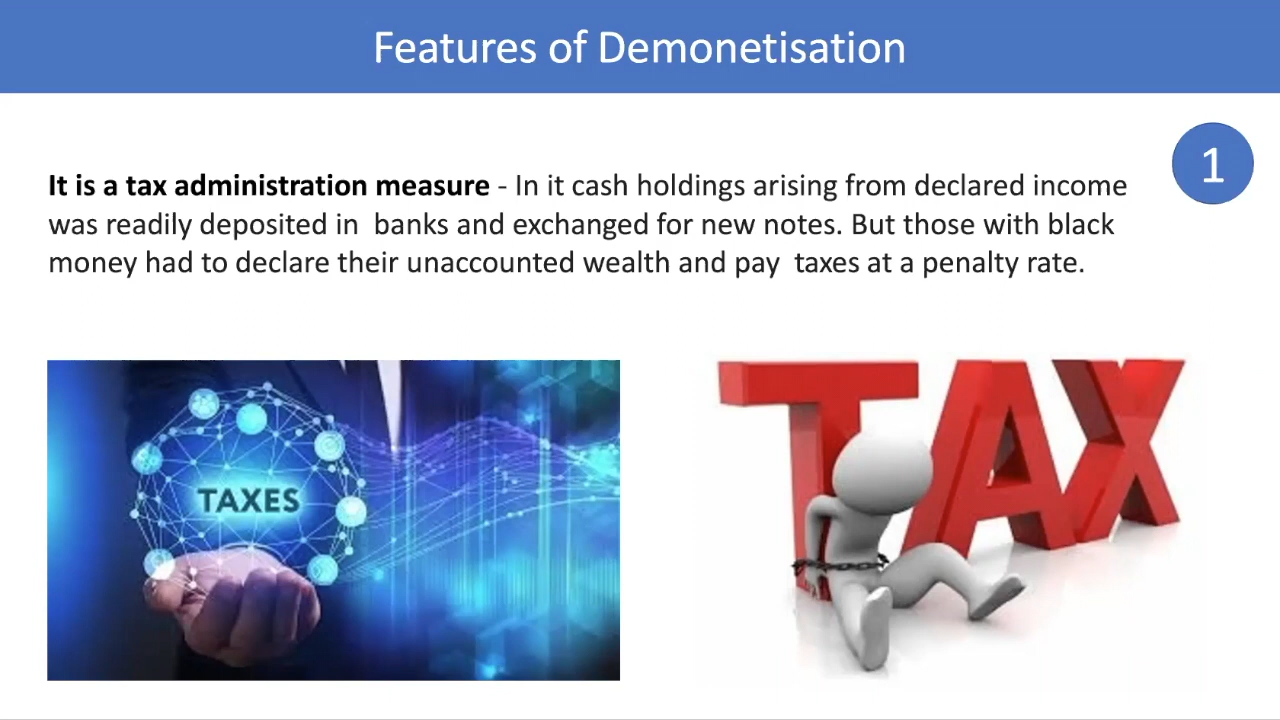 Features of Demonetisation
1
It is a tax administration measure - In it cash holdings arising from declared income
was readily deposited in  banks and exchanged for new notes. But those with black
money had to declare their unaccounted wealth and pay  taxes at a penalty rate.
TAXES
TAX